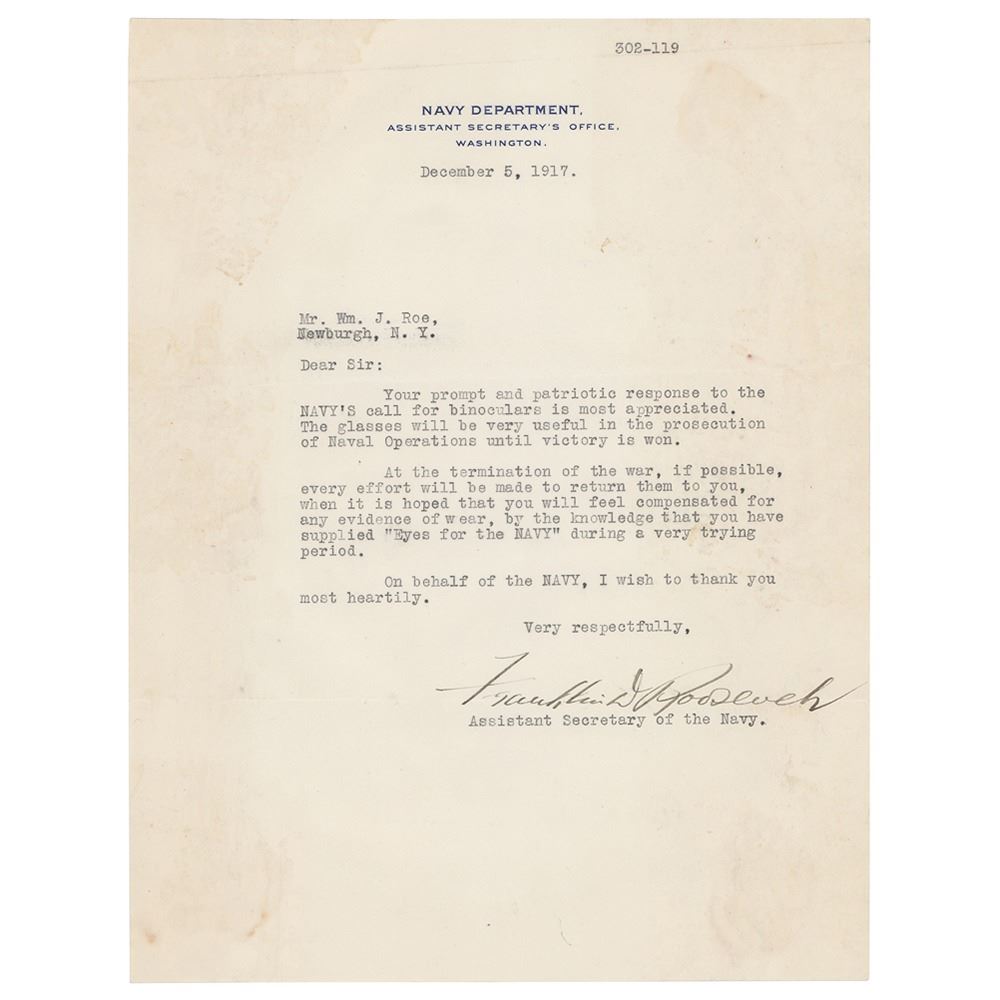 302-119
NAVY DEPARTMENT,
ASSISTANT SECRETARY'S OFFICE,
WASHINGTON.
December 5, 1917.
Mr. Wm. J. Roe,
Newburgh, N. Y.
Dear Sir:
Your prompt and patriotic response to the
NAVY'S call for binoculars is most appreciated.
The glasses will be very useful in the prosecution
of Naval Operations until victory is won.
At the termination of the war, if possible,
every effort will be made to return them to you,
when it is hoped that you will feel compensated for
any evidence of wear, by the knowledge that you have
supplied "Eyes for the NAVY" during a very trying
period.
On behalf of the NAVY, I wish to thank you
most heartily.
Very respectfully,
Franklin D Roosevelt
Assistant Secretary of the Navy.